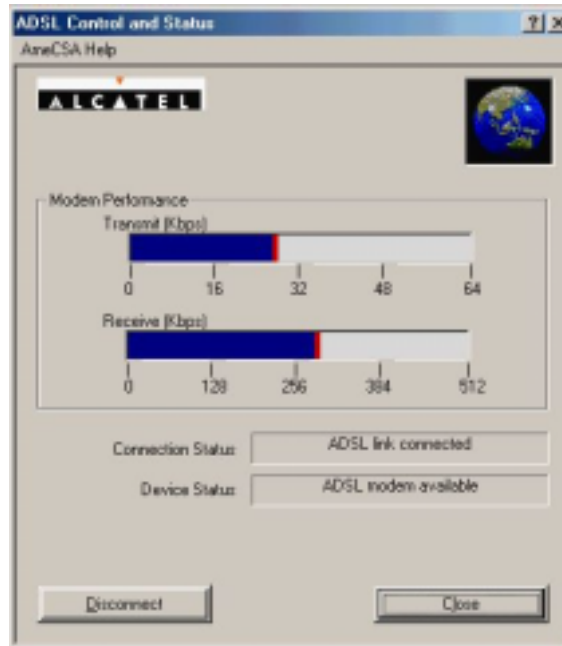 ADSL Control and Status
? X
AmeCSA Help
ALCATEL
Modem Performance
Transmit (Kbps)
0 16 32 48 64
Receive (Kbps)
0 128 256 384 512
Connection Status: ADSL link connected
Device Status: ADSL modem available
Disconnect Close